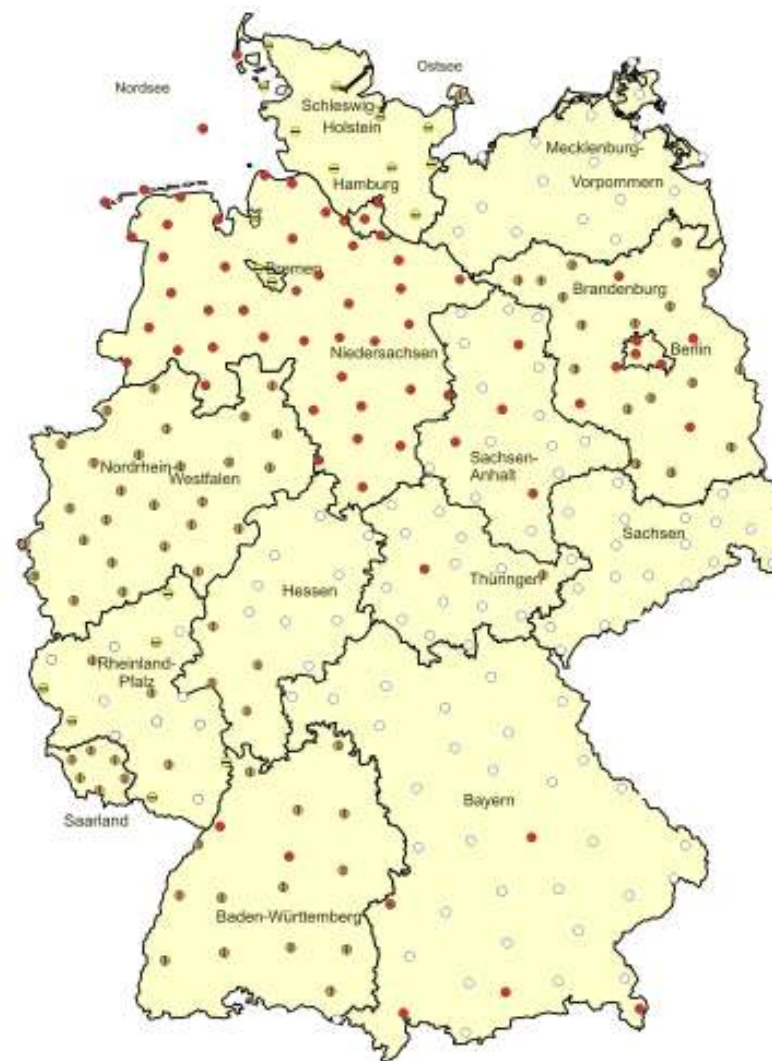 Ostsee
Nordsee
Schleswig
Holstein
Mecklenburg-
Vorpommern
Hamburg
Bremen
Brandenburg
Berlin
Niedersachsen
Nordrhein-
Westfalen
Sachsen-
Anhalt
Sachsen
Hessen
Thüringen
Rheinland-
Pfalz
Saarland
Bayern
Baden-Württemberg